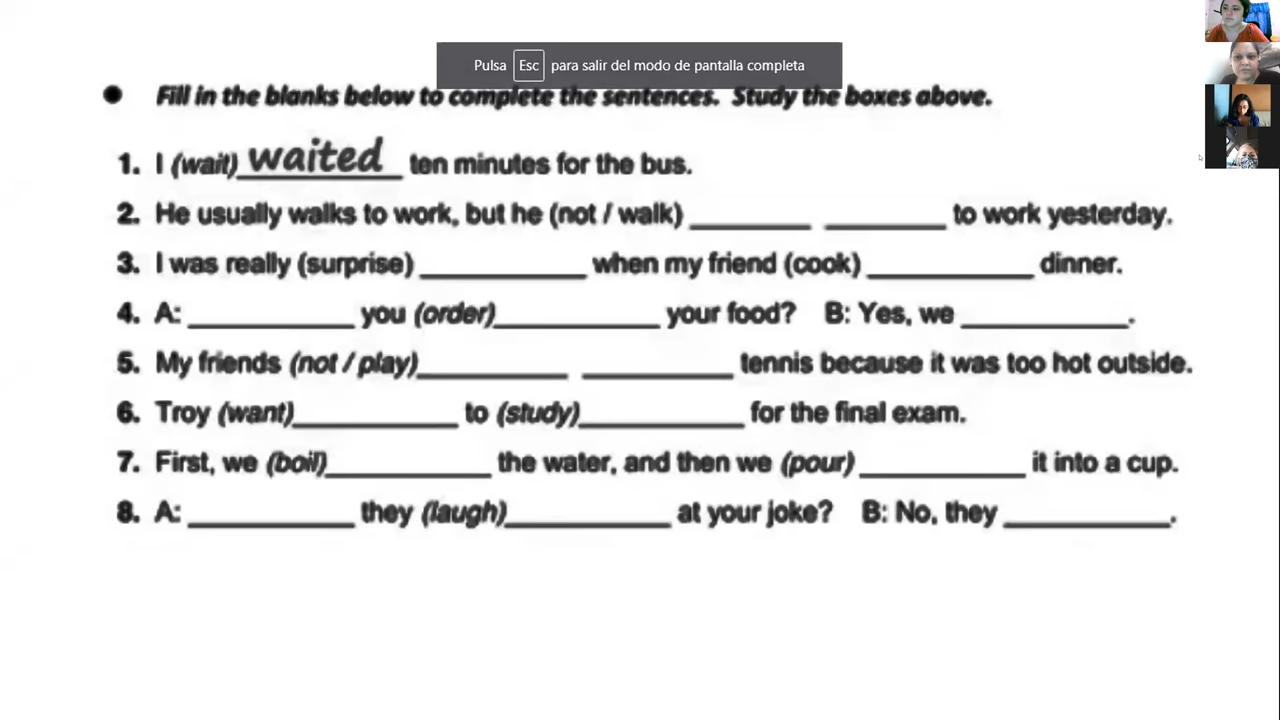 Pulsa Esc para salir del modo de pantalla completa
Fill in the blanks below to complete the sentences. Study the boxes above.
1. I (wait) waited ten minutes for the bus.
2. He usually walks to work, but he (not / walk) ________ ________ to work yesterday.
3. I was really (surprise) ____________ when my friend (cook) ____________ dinner.
4. A: ____________ you (order)____________ your food? B: Yes, we ____________.
5. My friends (not / play)___________ ___________ tennis because it was too hot outside.
6. Troy (want)____________ to (study)____________ for the final exam.
7. First, we (boil)____________ the water, and then we (pour) ____________ it into a cup.
8. A: ____________ they (laugh)____________ at your joke? B: No, they ____________.